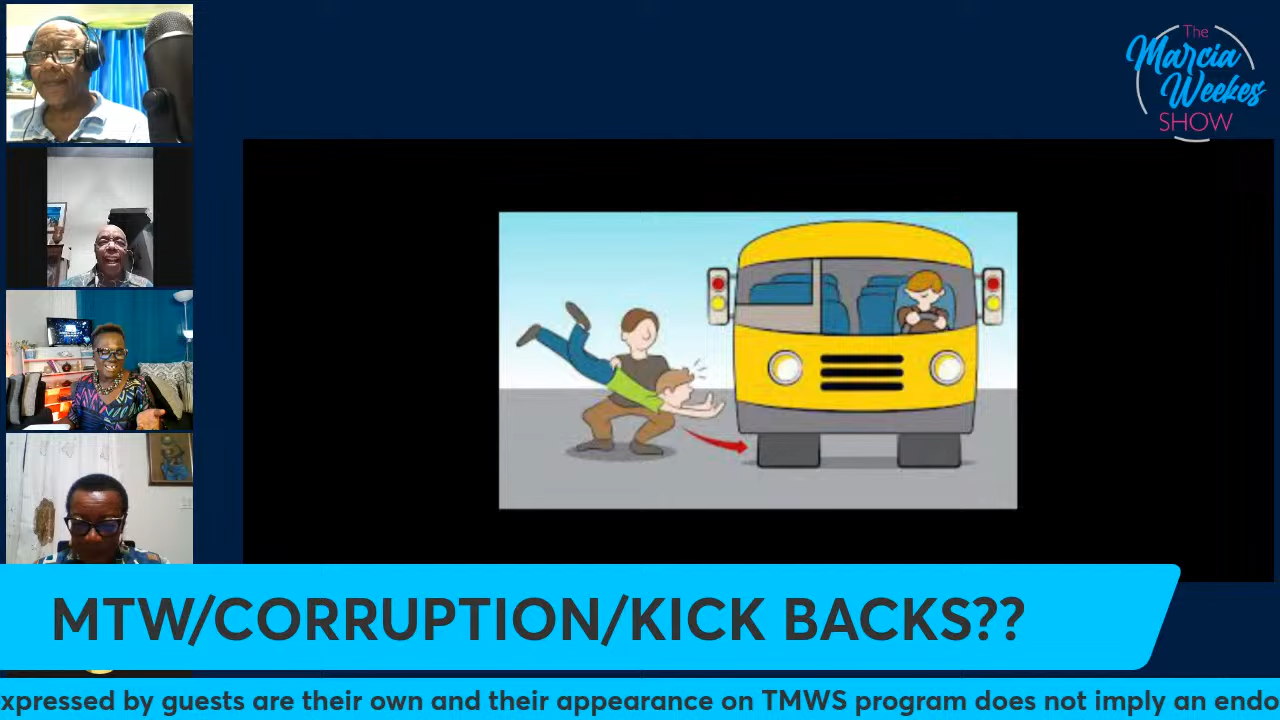 The
Marcia
Weekes
SHOW
MTW/CORRUPTION/KICK BACKS??
xpressed by guests are their own and their appearance on TMWS program does not imply an endo